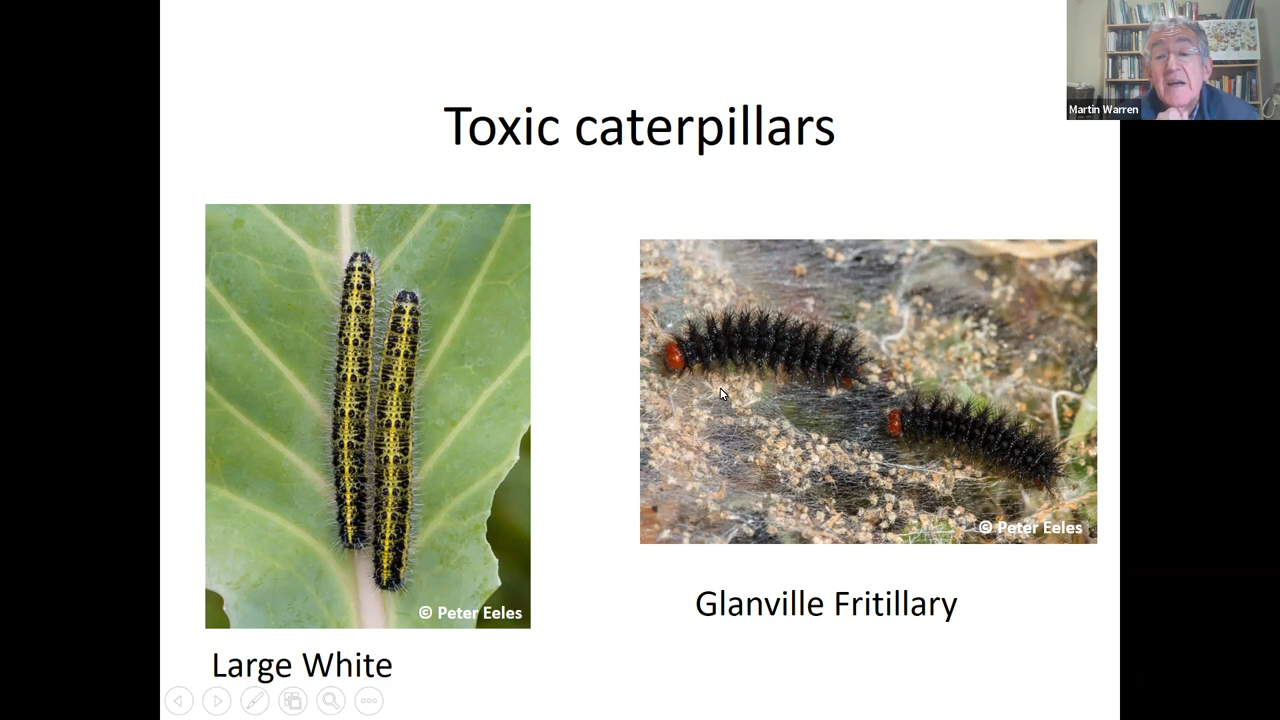 Toxic caterpillars
Martin Warren
© Peter Eeles
© Peter Eeles
Glanville Fritillary
Large White